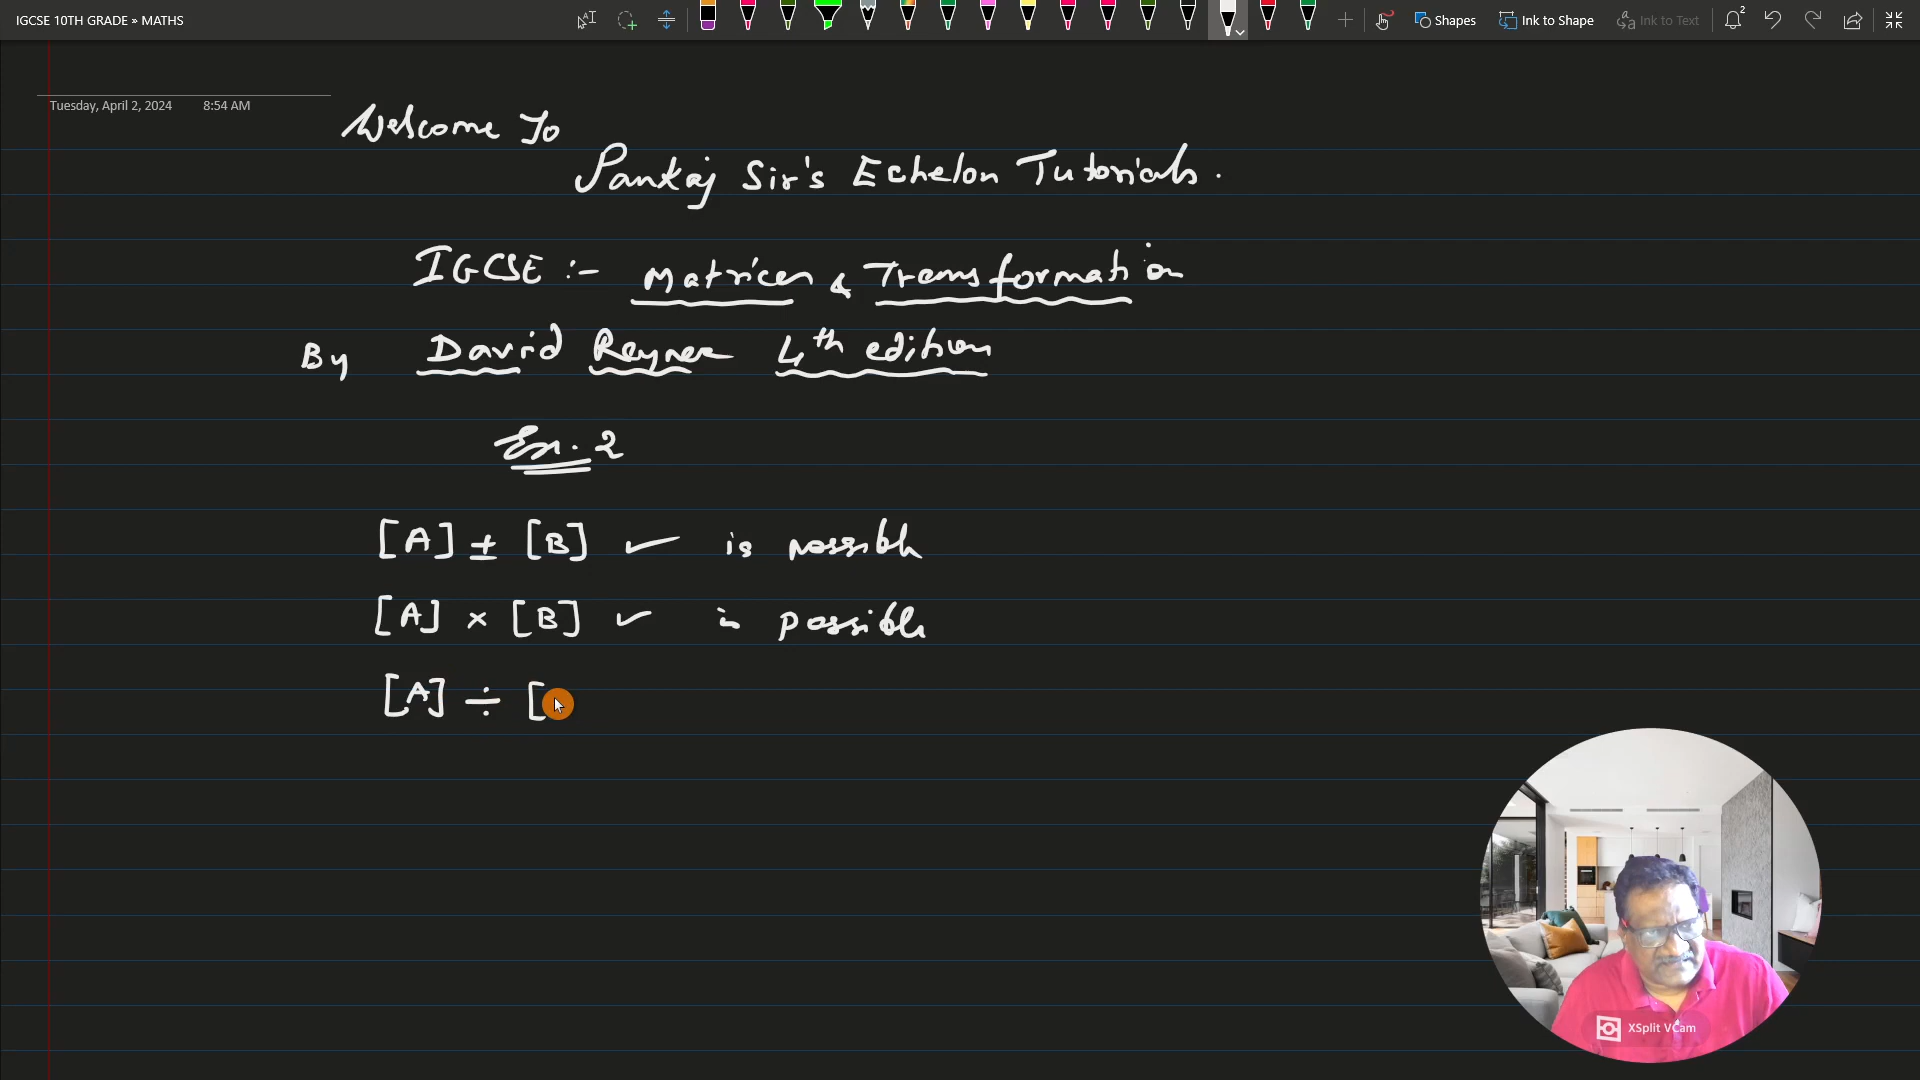 IGCSE 10TH GRADE » MATHS
Shapes Ink to Shape Ink to Text 2
Tuesday, April 2, 2024 8:54 AM
Welcome To
Pankaj Sir's Echelon Tutorials.
IGCSE :- Matrices & Transformation
By David Rayner 4th edition
Ex. 2
[A] ± [B] ✓ is possible
[A] × [B] ✓ is possible
[A] ÷ [
XSplit VCam